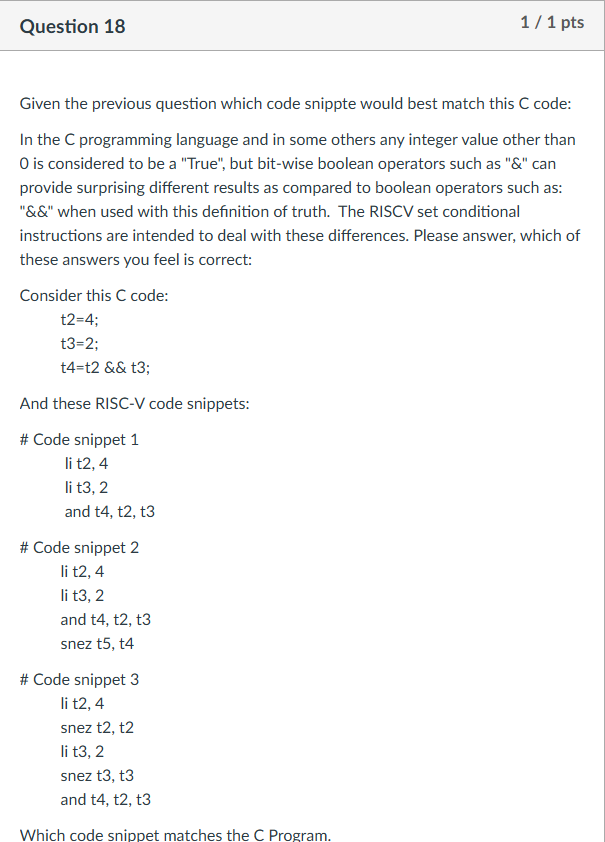 Question 18
1 / 1 pts
Given the previous question which code snippte would best match this C code:
In the C programming language and in some others any integer value other than
0 is considered to be a "True", but bit-wise boolean operators such as "&" can
provide surprising different results as compared to boolean operators such as:
"&&" when used with this definition of truth.  The RISCV set conditional
instructions are intended to deal with these differences. Please answer, which of
these answers you feel is correct:
Consider this C code:
t2=4;
t3=2;
t4=t2 && t3;
And these RISC-V code snippets:
# Code snippet 1
li t2, 4
li t3, 2
and t4, t2, t3
# Code snippet 2
li t2, 4
li t3, 2
and t4, t2, t3
snez t5, t4
# Code snippet 3
li t2, 4
snez t2, t2
li t3, 2
snez t3, t3
and t4, t2, t3
Which code snippet matches the C Program.